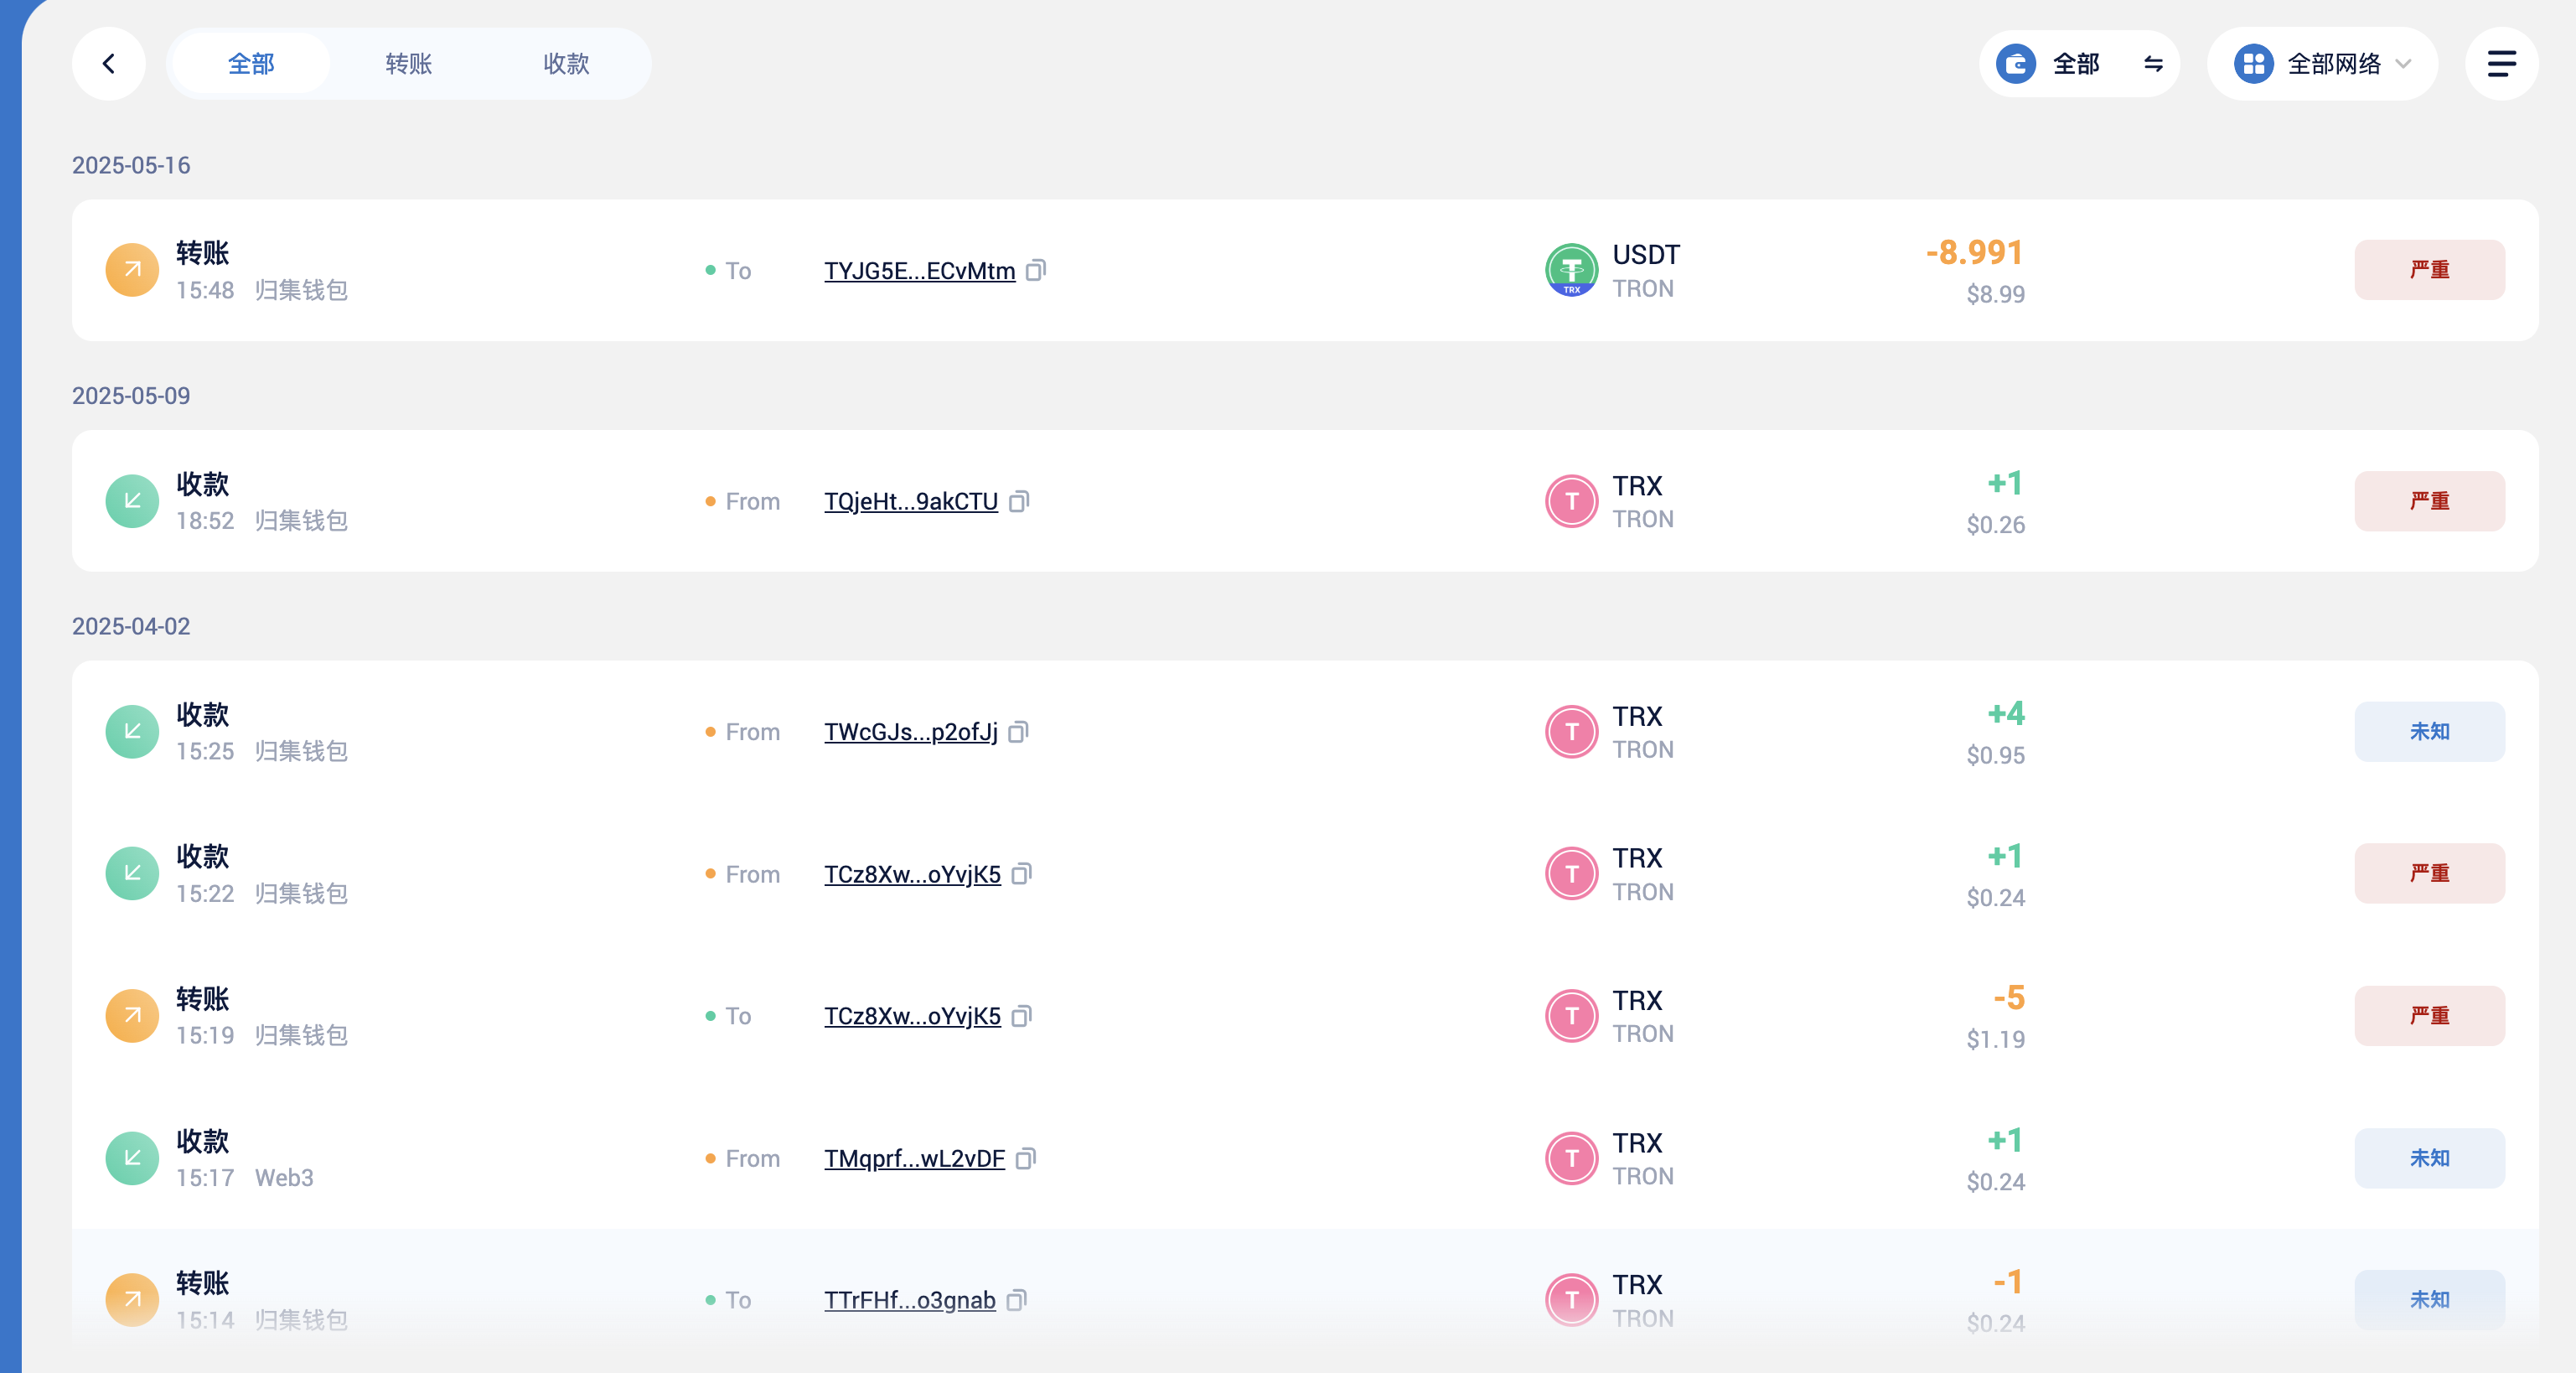 全部 转账 收款 全部 全部网络
2025-05-16
转账
15:48 归集钱包
To TYJG5E...ECvMtm
TRX
USDT
TRON
-8.991
$8.99
严重
2025-05-09
收款
18:52 归集钱包
From TQjeHt...9akCTU
T
TRX
TRON
+1
$0.26
严重
2025-04-02
收款
15:25 归集钱包
From TWcGJs...p2ofJj
T
TRX
TRON
+4
$0.95
未知
收款
15:22 归集钱包
From TCz8Xw...oYvjK5
T
TRX
TRON
+1
$0.24
严重
转账
15:19 归集钱包
To TCz8Xw...oYvjK5
T
TRX
TRON
-5
$1.19
严重
收款
15:17 Web3
From TMqprf...wL2vDF
T
TRX
TRON
+1
$0.24
未知
转账
15:14 归集钱包
To TTrFHf...o3gnab
T
TRX
TRON
-1
$0.24
未知